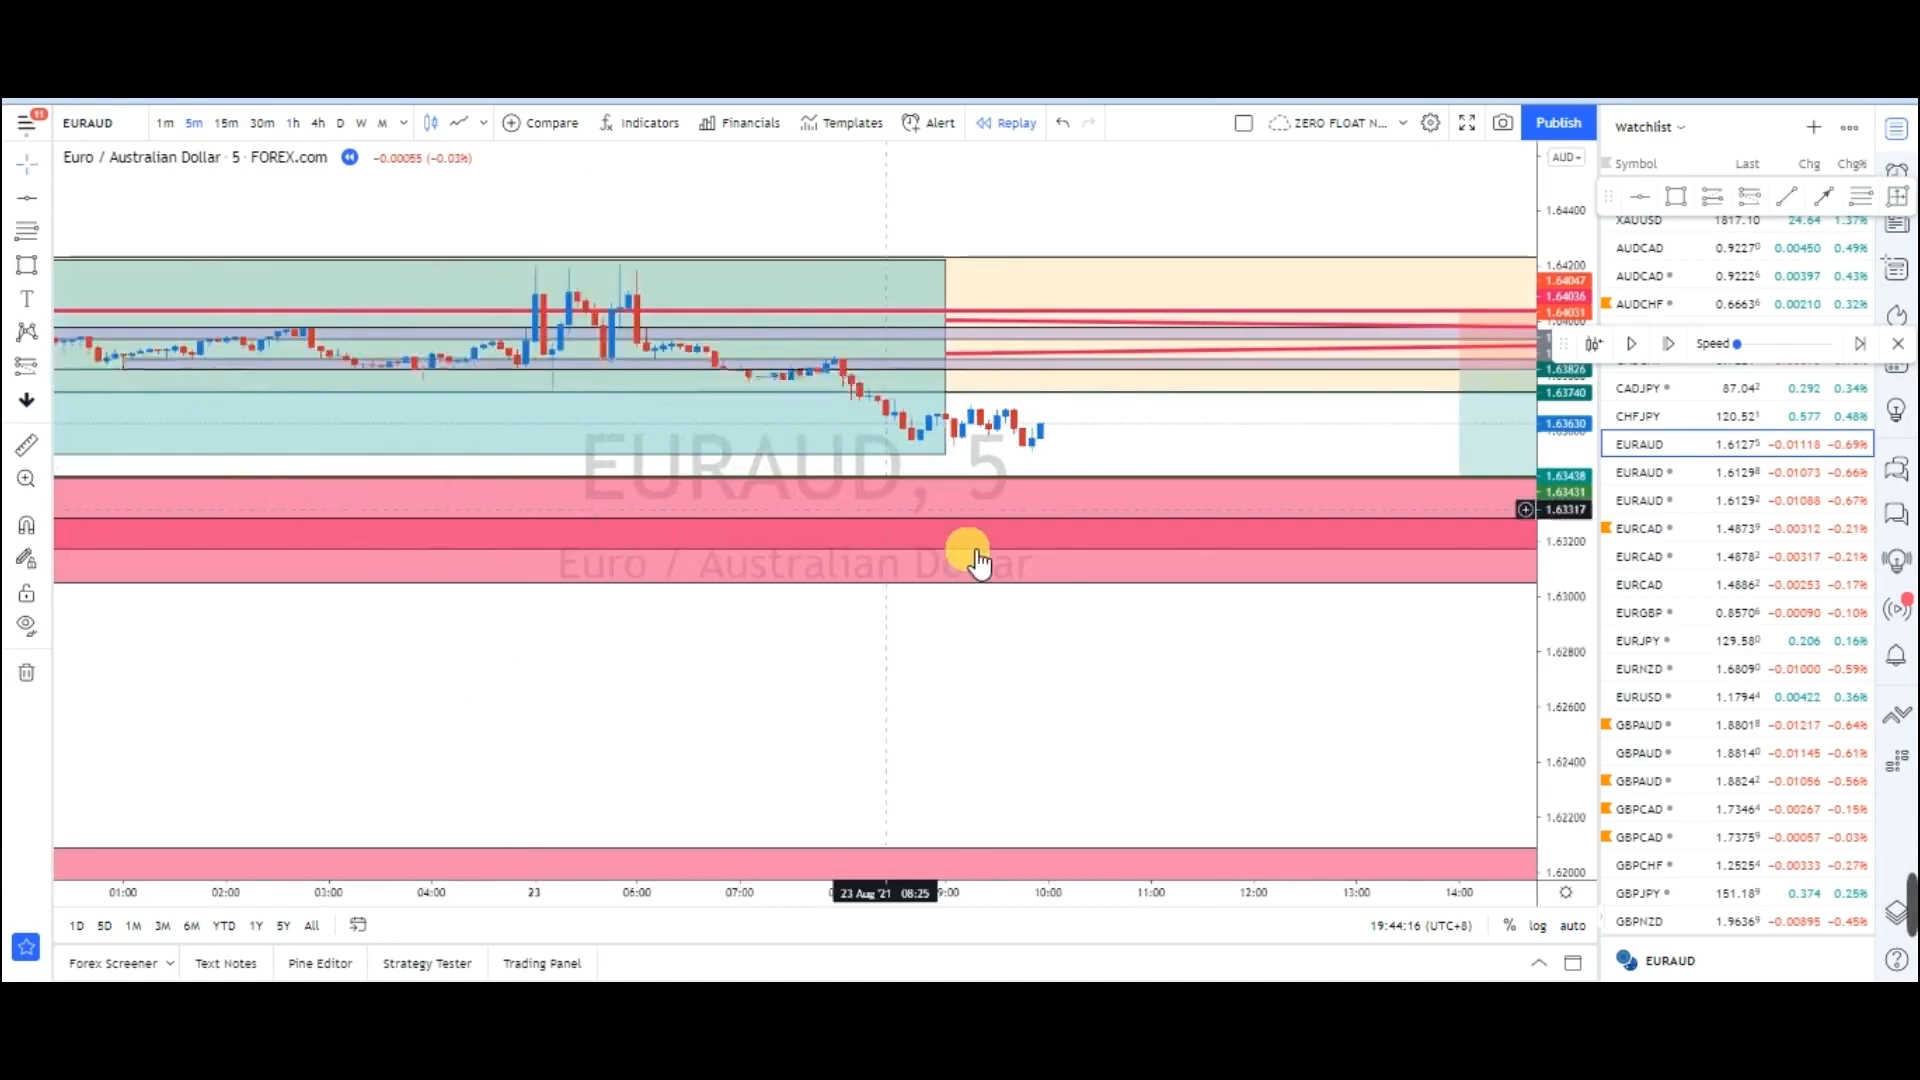 11
EURAUD 1m 5m 15m 30m 1h 4h D W M Compare Indicators Financials Templates Alert Replay ZERO FLOAT N... Publish
Euro / Australian Dollar · 5 · FOREX.com −0.00055 (−0.03%)
AUD
1.64400
1.64200
1.64047
1.64036
1.64031
1.63826
1.63740
1.63630
1.63438
1.63431
1.63317
1.63200
1.63000
1.62800
1.62600
1.62400
1.62200
1.62000
EURAUD, 5
Euro / Australian Dollar
01:00 02:00 03:00 04:00 23 06:00 07:00 23 Aug '21 08:25 9:00 10:00 11:00 12:00 13:00 14:00
1D 5D 1M 3M 6M YTD 1Y 5Y All 19:44:16 (UTC+8) % log auto
Forex Screener Text Notes Pine Editor Strategy Tester Trading Panel
Watchlist
Symbol Last Chg Chg%
XAUUSD 1817.10 24.64 1.37%
AUDCAD 0.92270 0.00450 0.49%
AUDCAD 0.92226 0.00397 0.43%
AUDCHF 0.66636 0.00210 0.32%
Speed
CADJPY 87.042 0.292 0.34%
CHFJPY 120.521 0.577 0.48%
EURAUD 1.61275 −0.01118 −0.69%
EURAUD 1.61298 −0.01073 −0.66%
EURAUD 1.61292 −0.01088 −0.67%
EURCAD 1.48739 −0.00312 −0.21%
EURCAD 1.48782 −0.00317 −0.21%
EURCAD 1.48862 −0.00253 −0.17%
EURGBP 0.85706 −0.00090 −0.10%
EURJPY 129.580 0.206 0.16%
EURNZD 1.68090 −0.01000 −0.59%
EURUSD 1.17944 0.00422 0.36%
GBPAUD 1.88018 −0.01217 −0.64%
GBPAUD 1.88140 −0.01145 −0.61%
GBPAUD 1.88242 −0.01056 −0.56%
GBPCAD 1.73464 −0.00267 −0.15%
GBPCAD 1.73759 −0.00057 −0.03%
GBPCHF 1.25254 −0.00333 −0.27%
GBPJPY 151.189 0.374 0.25%
GBPNZD 1.96369 −0.00895 −0.45%
EURAUD